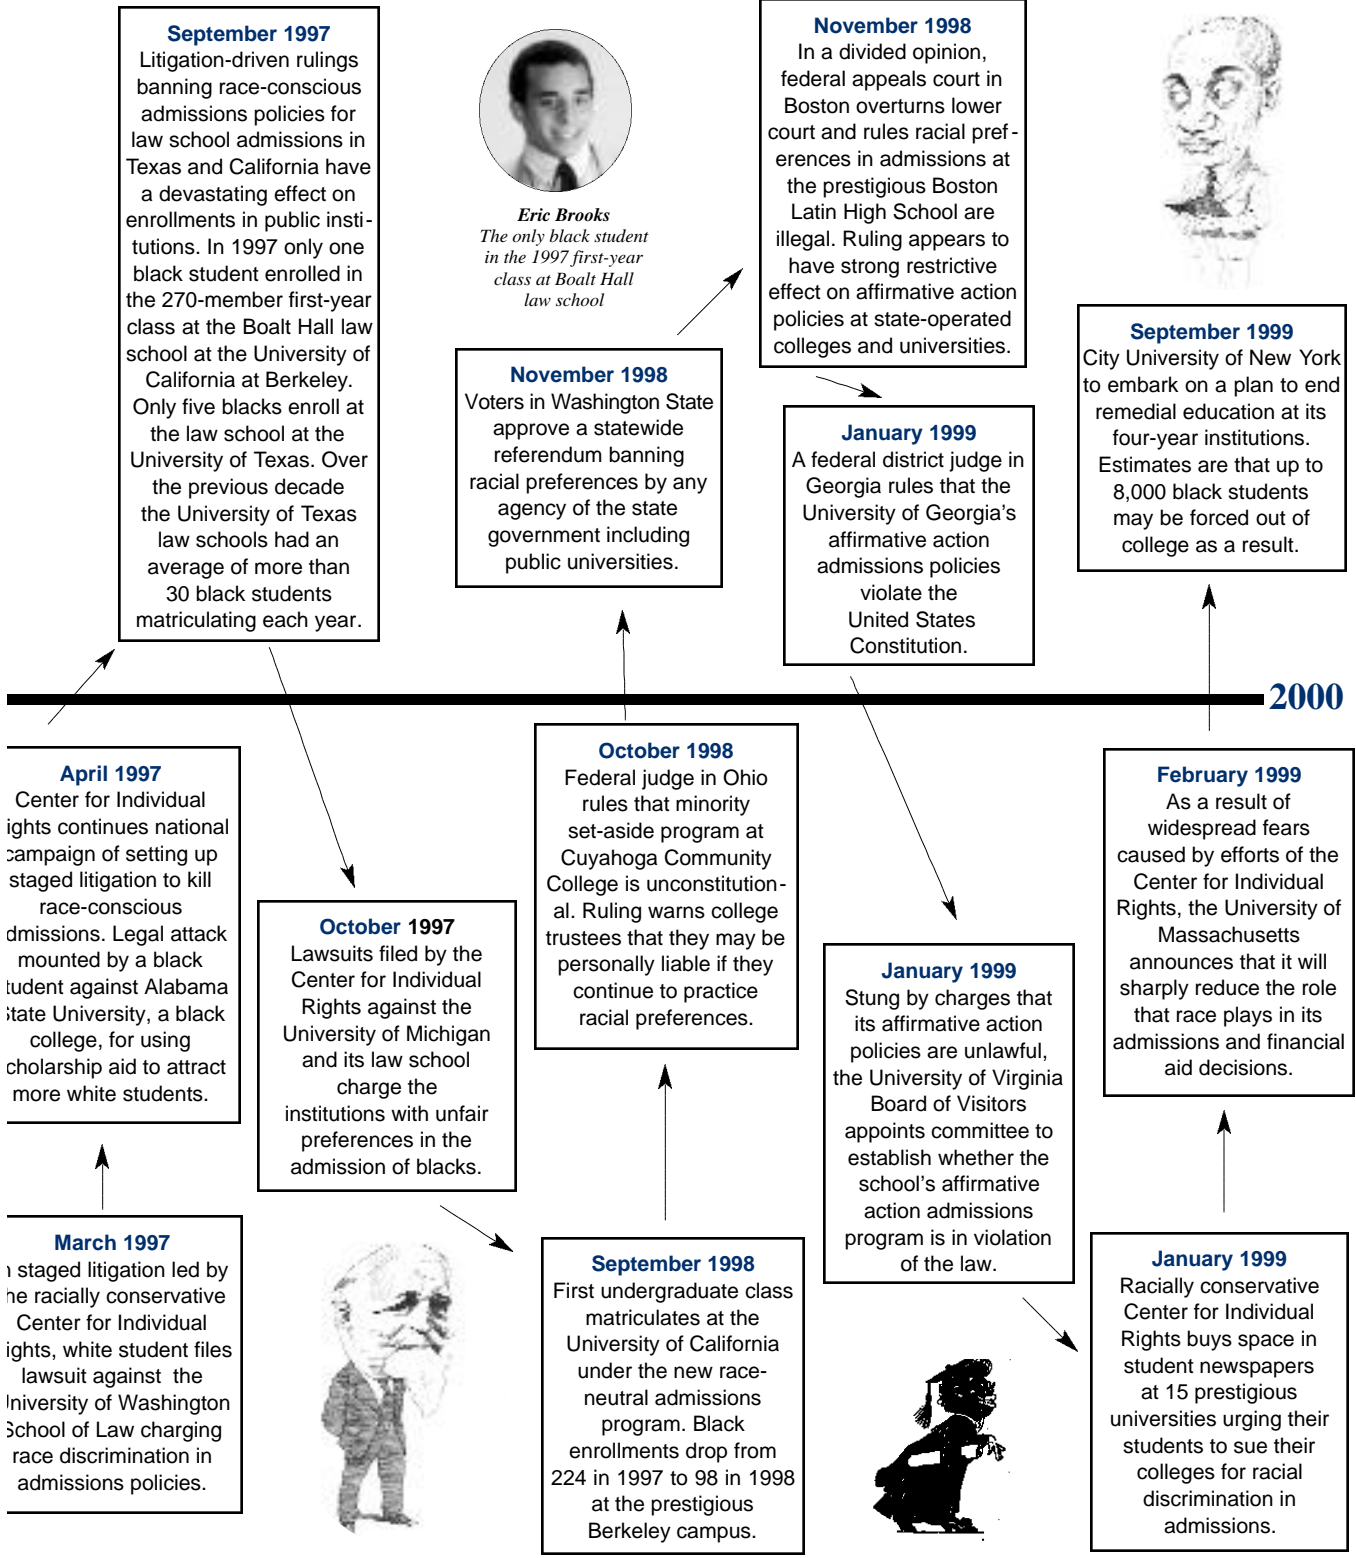 March 1997
n staged litigation led by
he racially conservative
Center for Individual
ights, white student files
lawsuit against the
University of Washington
School of Law charging
race discrimination in
admissions policies.
April 1997
Center for Individual
ights continues national
campaign of setting up
staged litigation to kill
race-conscious
dmissions. Legal attack
mounted by a black
tudent against Alabama
State University, a black
college, for using
cholarship aid to attract
more white students.
September 1997
Litigation-driven rulings
banning race-conscious
admissions policies for
law school admissions in
Texas and California have
a devastating effect on
enrollments in public insti-
tutions. In 1997 only one
black student enrolled in
the 270-member first-year
class at the Boalt Hall law
school at the University of
California at Berkeley.
Only five blacks enroll at
the law school at the
University of Texas. Over
the previous decade
the University of Texas
law schools had an
average of more than
30 black students
matriculating each year.
Eric Brooks
The only black student
in the 1997 first-year
class at Boalt Hall
law school
October 1997
Lawsuits filed by the
Center for Individual
Rights against the
University of Michigan
and its law school
charge the
institutions with unfair
preferences in the
admission of blacks.
September 1998
First undergraduate class
matriculates at the
University of California
under the new race-
neutral admissions
program. Black
enrollments drop from
224 in 1997 to 98 in 1998
at the prestigious
Berkeley campus.
October 1998
Federal judge in Ohio
rules that minority
set-aside program at
Cuyahoga Community
College is unconstitution-
al. Ruling warns college
trustees that they may be
personally liable if they
continue to practice
racial preferences.
November 1998
Voters in Washington State
approve a statewide
referendum banning
racial preferences by any
agency of the state
government including
public universities.
November 1998
In a divided opinion,
federal appeals court in
Boston overturns lower
court and rules racial pref-
erences in admissions at
the prestigious Boston
Latin High School are
illegal. Ruling appears to
have strong restrictive
effect on affirmative action
policies at state-operated
colleges and universities.
January 1999
A federal district judge in
Georgia rules that the
University of Georgia's
affirmative action
admissions policies
violate the
United States
Constitution.
January 1999
Stung by charges that
its affirmative action
policies are unlawful,
the University of Virginia
Board of Visitors
appoints committee to
establish whether the
school's affirmative
action admissions
program is in violation
of the law.
January 1999
Racially conservative
Center for Individual
Rights buys space in
student newspapers
at 15 prestigious
universities urging their
students to sue their
colleges for racial
discrimination in
admissions.
February 1999
As a result of
widespread fears
caused by efforts of the
Center for Individual
Rights, the University of
Massachusetts
announces that it will
sharply reduce the role
that race plays in its
admissions and financial
aid decisions.
September 1999
City University of New York
to embark on a plan to end
remedial education at its
four-year institutions.
Estimates are that up to
8,000 black students
may be forced out of
college as a result.
2000